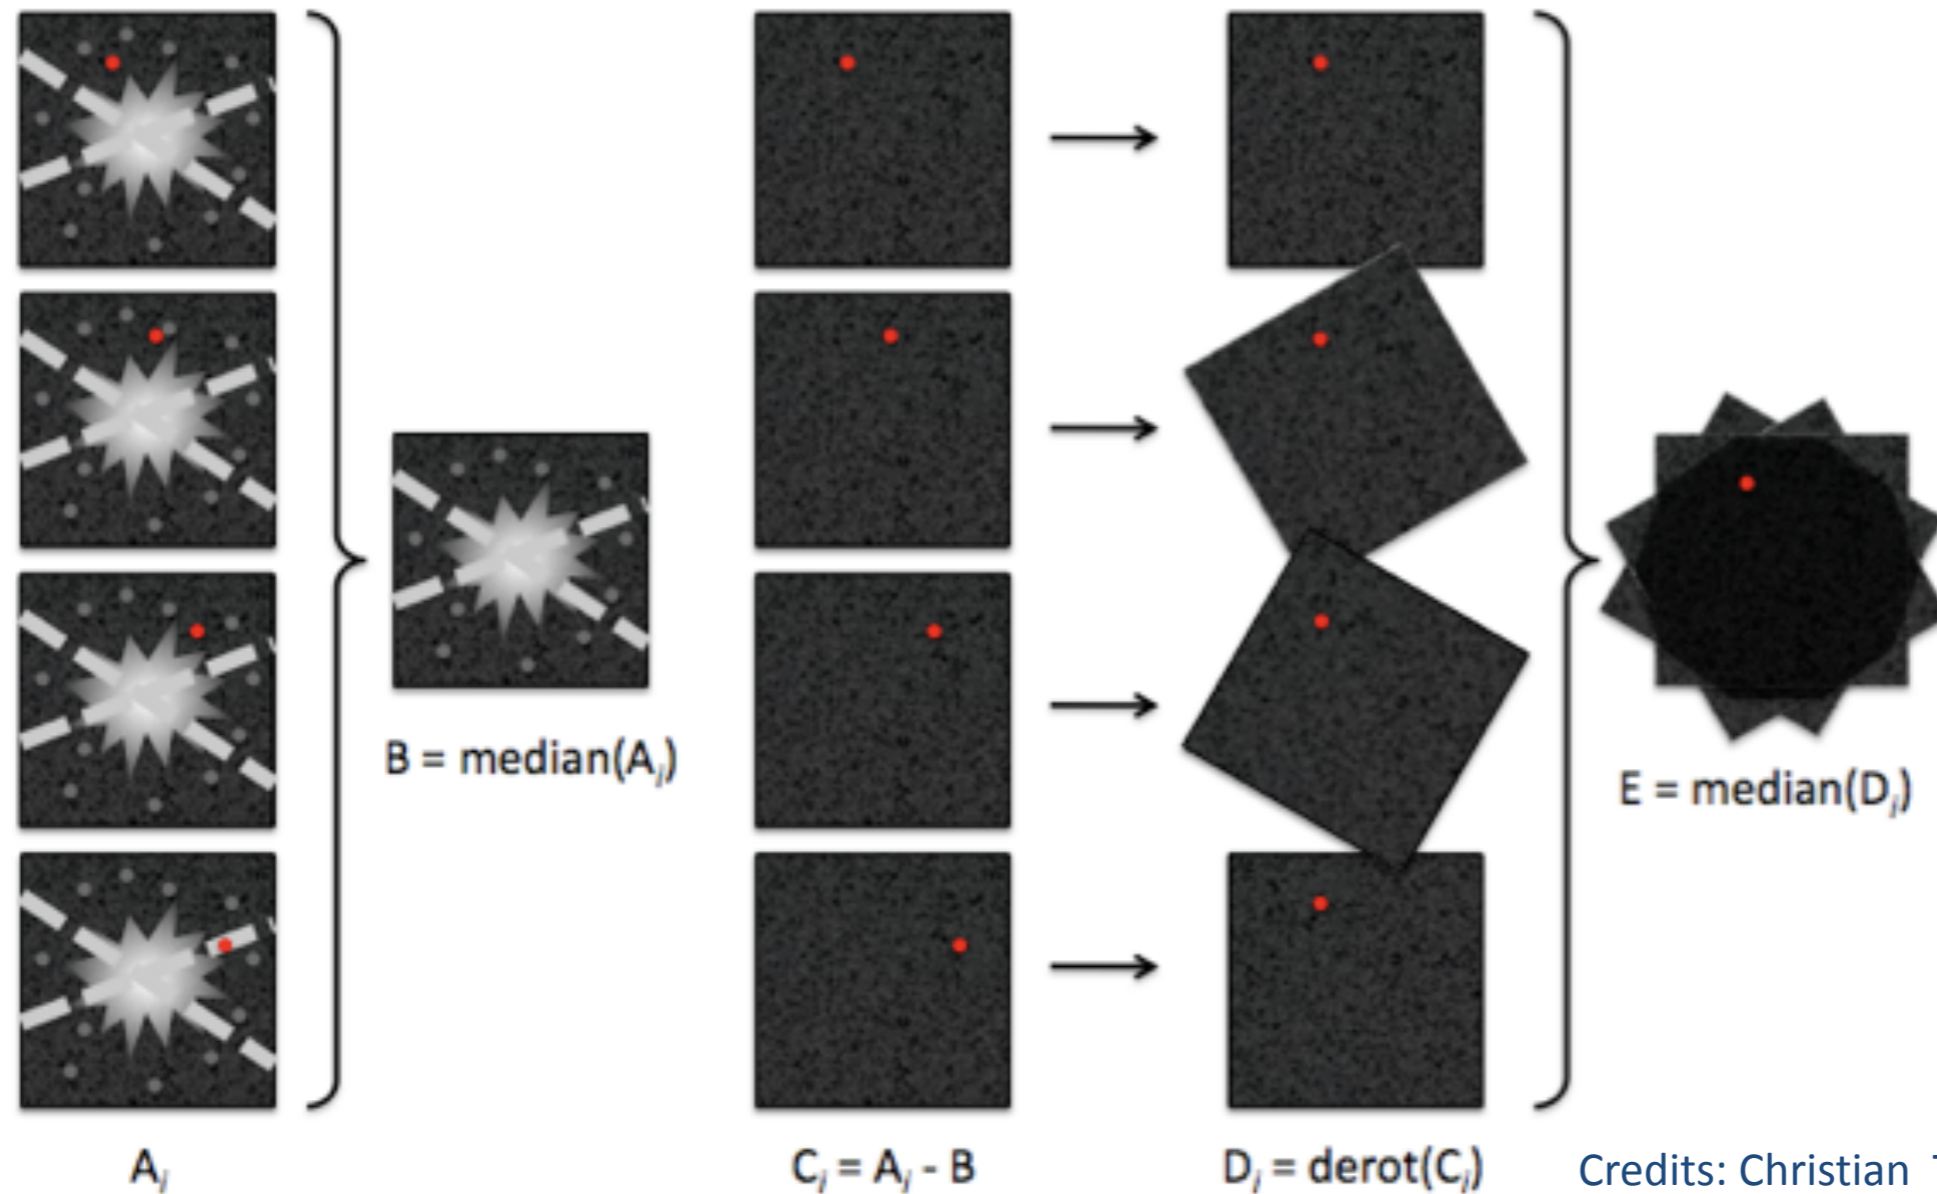 B = median(Aᵢ)
E = median(Dᵢ)
Aᵢ
Cᵢ = Aᵢ - B
Dᵢ = derot(Cᵢ)
Credits: Christian